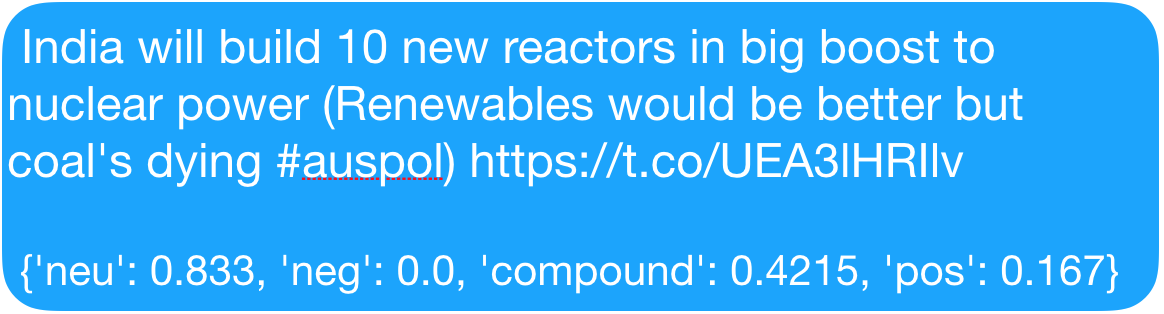 India will build 10 new reactors in big boost to
nuclear power (Renewables would be better but
coal's dying #auspol) https://t.co/UEA3lHRIlv
{'neu': 0.833, 'neg': 0.0, 'compound': 0.4215, 'pos': 0.167}